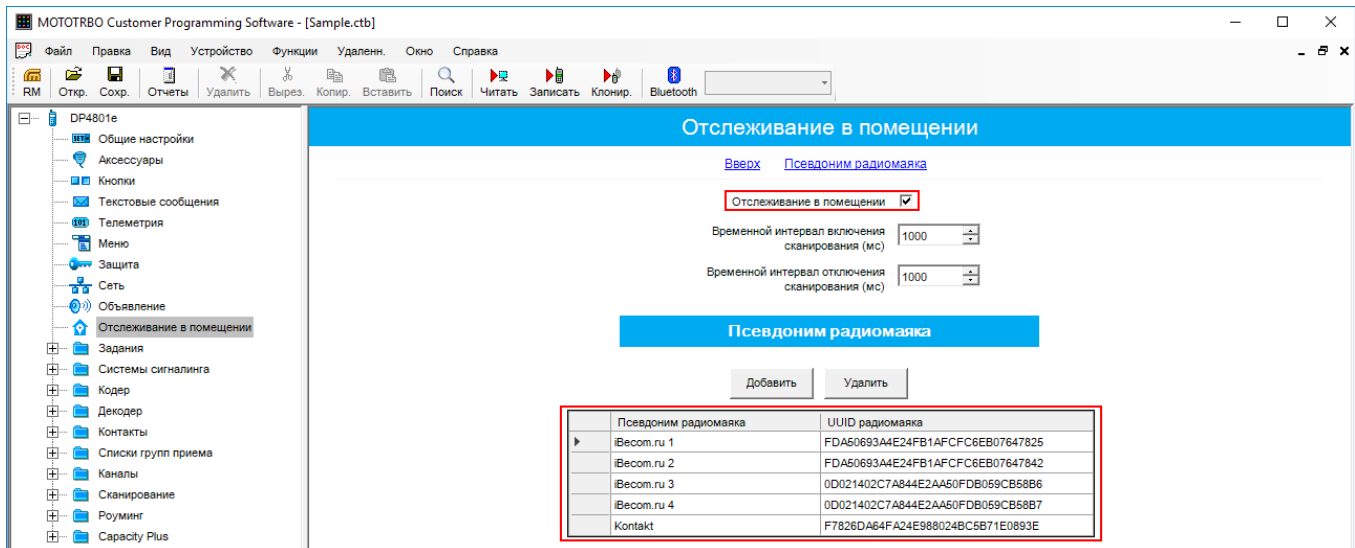 MOTOTRBO Customer Programming Software - [Sample.ctb]
Файл Правка Вид Устройство Функции Удаленн. Окно Справка
RM Откр. Сохр. Отчеты Удалить Вырез. Копир. Вставить Поиск Читать Записать Клонир. Bluetooth
DP4801e
Общие настройки
Аксессуары
Кнопки
Текстовые сообщения
Телеметрия
Меню
Защита
Сеть
Объявление
Отслеживание в помещении
Задания
Системы сигналинга
Кодер
Декодер
Контакты
Списки групп приема
Каналы
Сканирование
Роуминг
Capacity Plus
Отслеживание в помещении
Вверх Псевдоним радиомаяка
Отслеживание в помещении
Временной интервал включения
сканирования (мс) 1000
Временной интервал отключения
сканирования (мс) 1000
Псевдоним радиомаяка
Добавить Удалить
Псевдоним радиомаяка UUID радиомаяка
iBecom.ru 1 FDA50693A4E24FB1AFCFC6EB07647825
iBecom.ru 2 FDA50693A4E24FB1AFCFC6EB07647842
iBecom.ru 3 0D021402C7A844E2AA50FDB059CB58B6
iBecom.ru 4 0D021402C7A844E2AA50FDB059CB58B7
Kontakt F7826DA64FA24E988024BC5B71E0893E